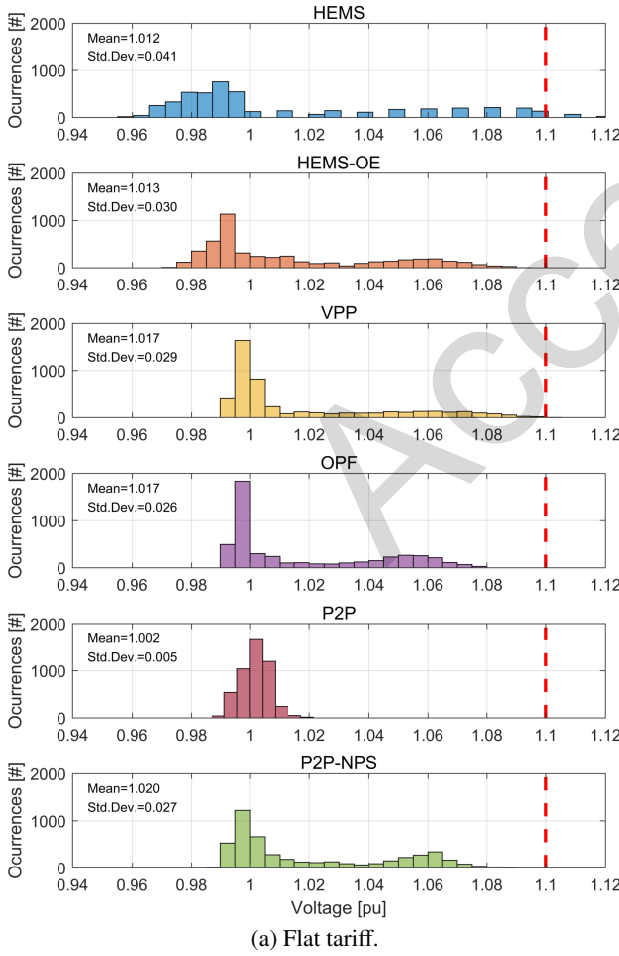 HEMS
Ocurrences [#]
2000
1000
0
Mean=1.012
Std.Dev.=0.041
0.94 0.96 0.98 1 1.02 1.04 1.06 1.08 1.1 1.12
HEMS-OE
Ocurrences [#]
2000
1000
0
Mean=1.013
Std.Dev.=0.030
0.94 0.96 0.98 1 1.02 1.04 1.06 1.08 1.1 1.12
VPP
Ocurrences [#]
2000
1000
0
Mean=1.017
Std.Dev.=0.029
0.94 0.96 0.98 1 1.02 1.04 1.06 1.08 1.1 1.12
OPF
Ocurrences [#]
2000
1000
0
Mean=1.017
Std.Dev.=0.026
0.94 0.96 0.98 1 1.02 1.04 1.06 1.08 1.1 1.12
P2P
Ocurrences [#]
2000
1000
0
Mean=1.002
Std.Dev.=0.005
0.94 0.96 0.98 1 1.02 1.04 1.06 1.08 1.1 1.12
P2P-NPS
Ocurrences [#]
2000
1000
0
Mean=1.020
Std.Dev.=0.027
0.94 0.96 0.98 1 1.02 1.04 1.06 1.08 1.1 1.12
Voltage [pu]
(a) Flat tariff.
Acce